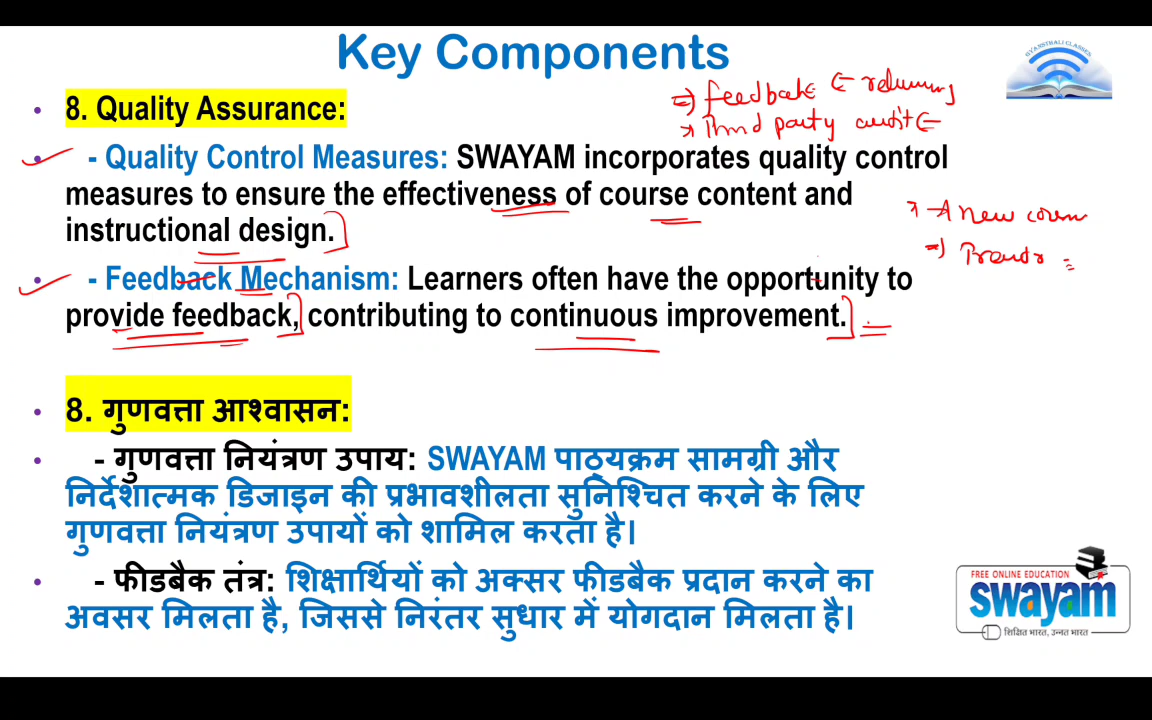 Key Components
GYANSTHALI CLASSES
• 8. Quality Assurance:
⇒ feedback ←
* Third party audit ←
• - Quality Control Measures: SWAYAM incorporates quality control
measures to ensure the effectiveness of course content and
instructional design.
* A new
• - Feedback Mechanism: Learners often have the opportunity to
provide feedback, contributing to continuous improvement.
• 8. गुणवत्ता आश्वासन:
• - गुणवत्ता नियंत्रण उपाय: SWAYAM पाठ्यक्रम सामग्री और
निर्देशात्मक डिजाइन की प्रभावशीलता सुनिश्चित करने के लिए
गुणवत्ता नियंत्रण उपायों को शामिल करता है।
• - फीडबैक तंत्र: शिक्षार्थियों को अक्सर फीडबैक प्रदान करने का
अवसर मिलता है, जिससे निरंतर सुधार में योगदान मिलता है।
FREE ONLINE EDUCATION
swayam
शिक्षित भारत, उन्नत भारत